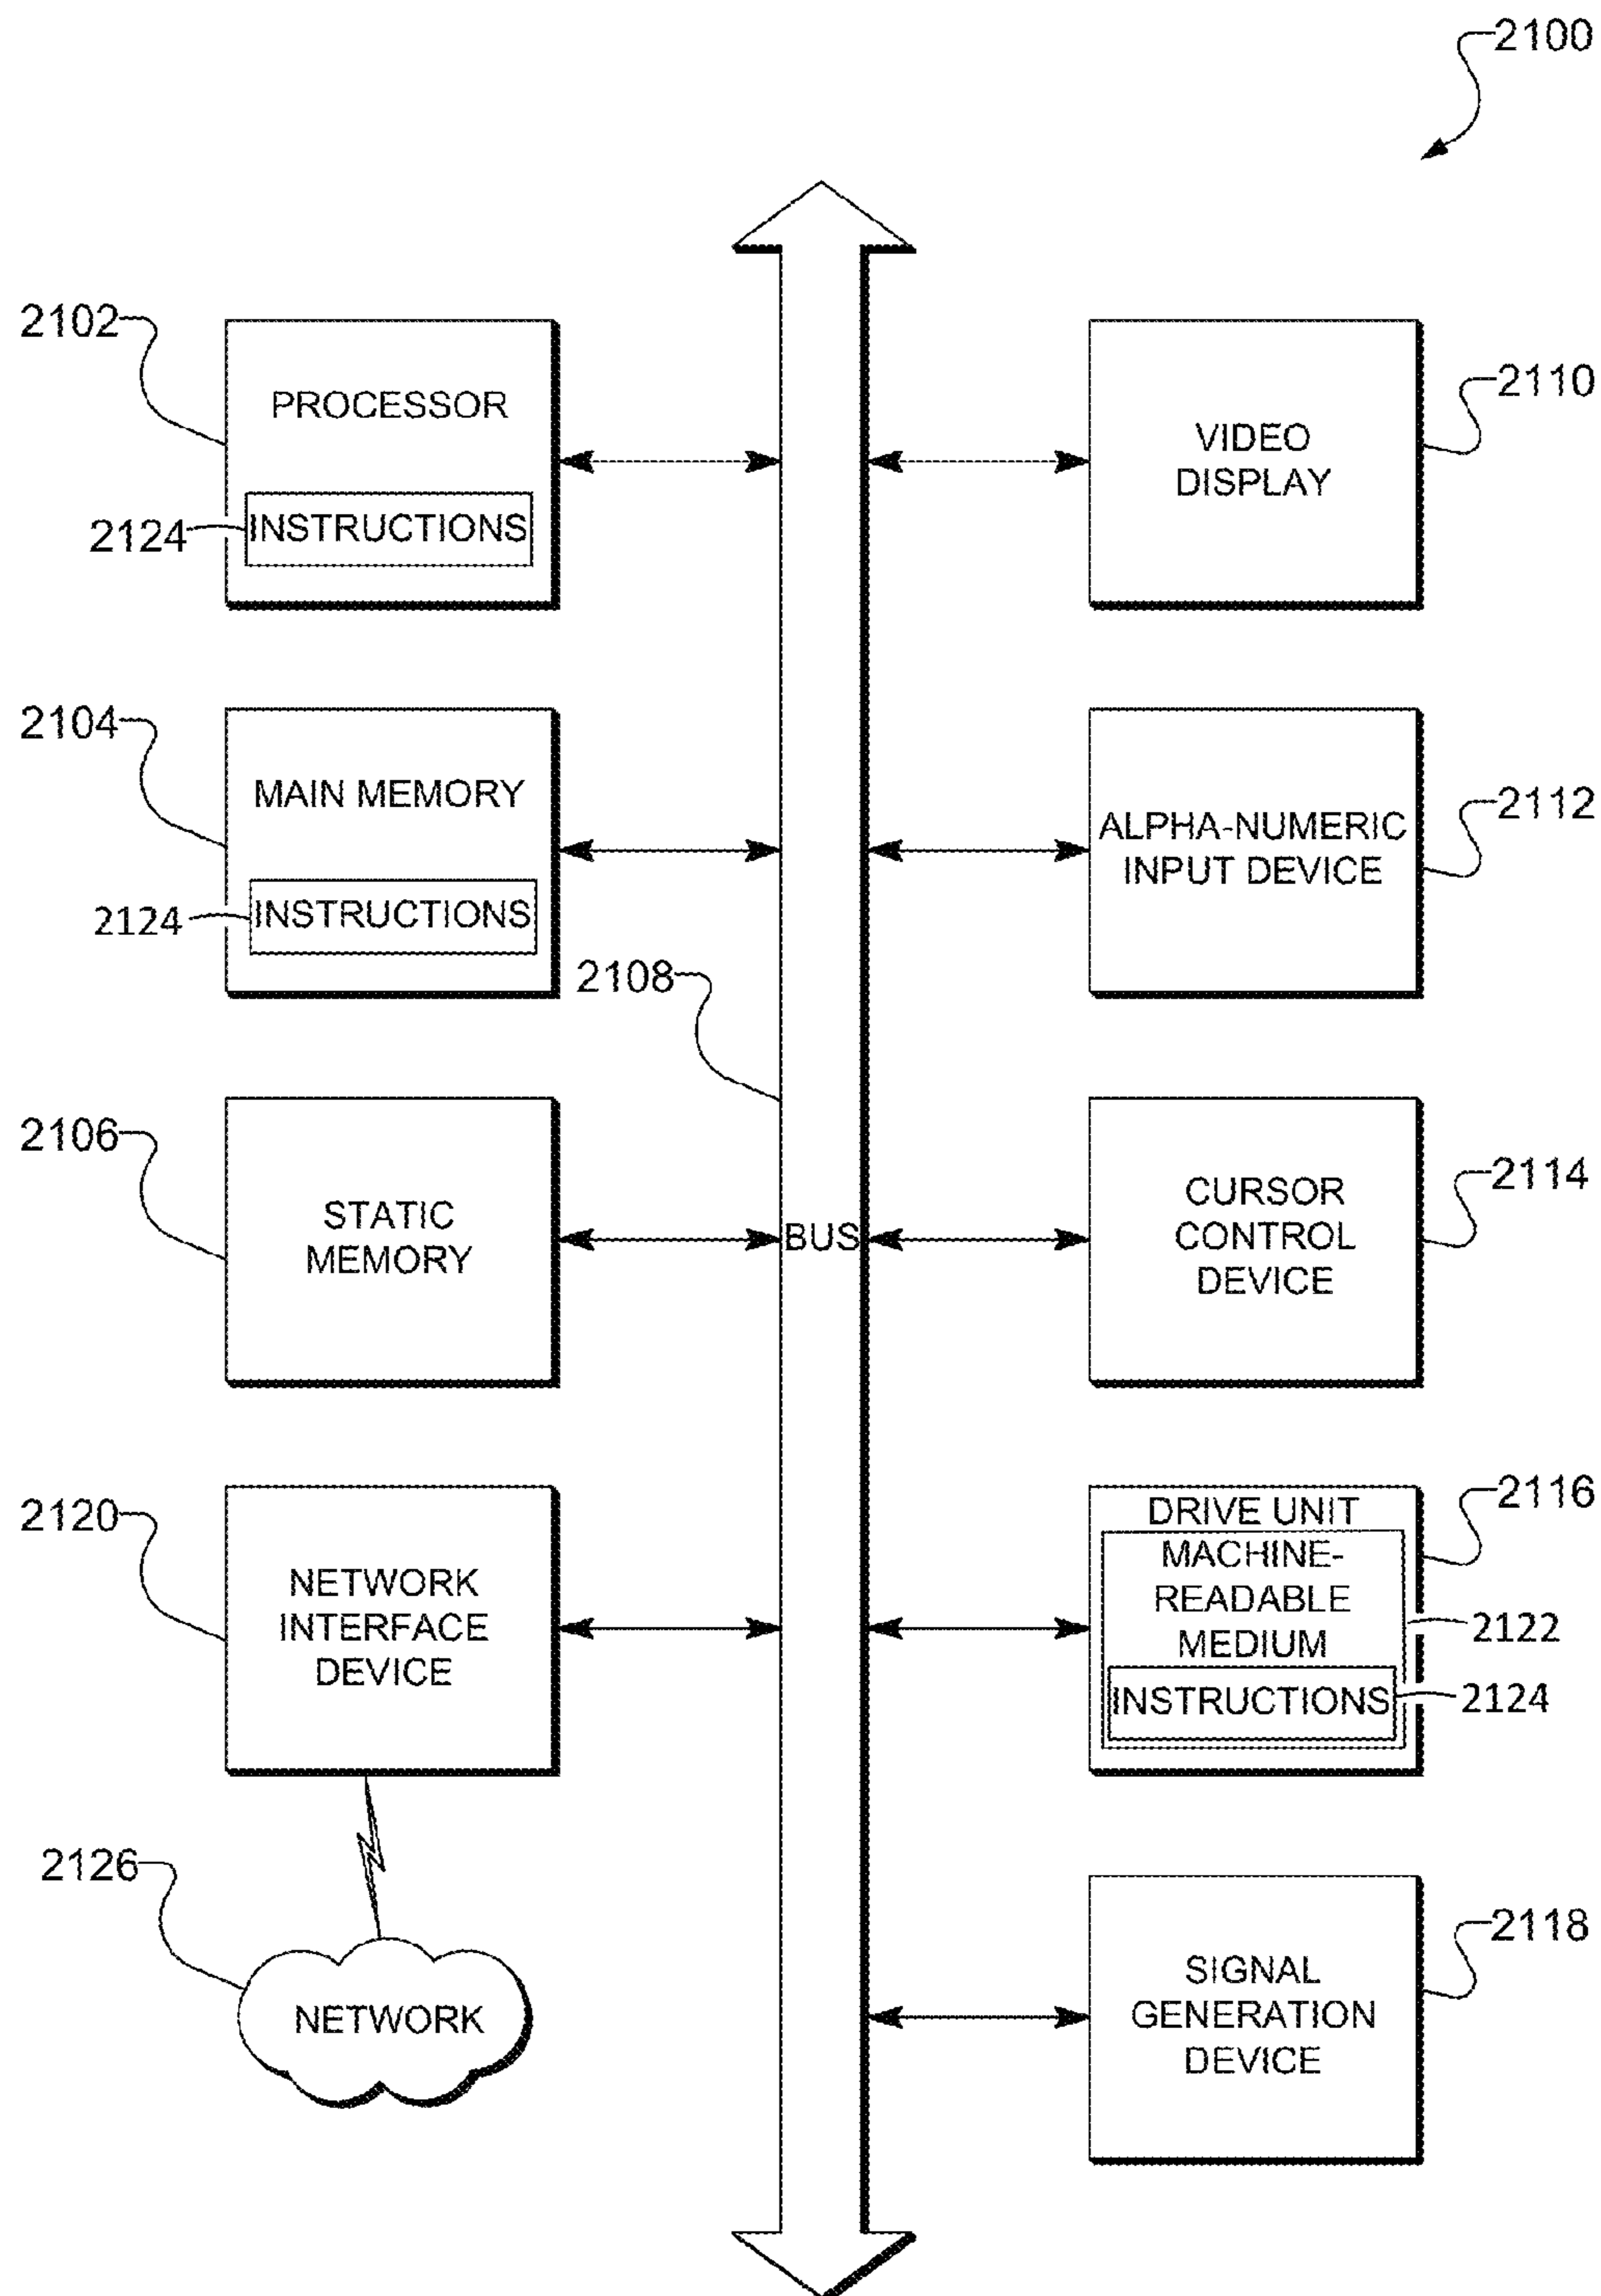 2100
2102
PROCESSOR
2124
INSTRUCTIONS
2110
VIDEO
DISPLAY
2104
MAIN MEMORY
2124
INSTRUCTIONS
2112
ALPHA-NUMERIC
INPUT DEVICE
2108
BUS
2106
STATIC
MEMORY
2114
CURSOR
CONTROL
DEVICE
2120
NETWORK
INTERFACE
DEVICE
2116
DRIVE UNIT
MACHINE-
READABLE
MEDIUM
2122
INSTRUCTIONS
2124
2126
NETWORK
2118
SIGNAL
GENERATION
DEVICE